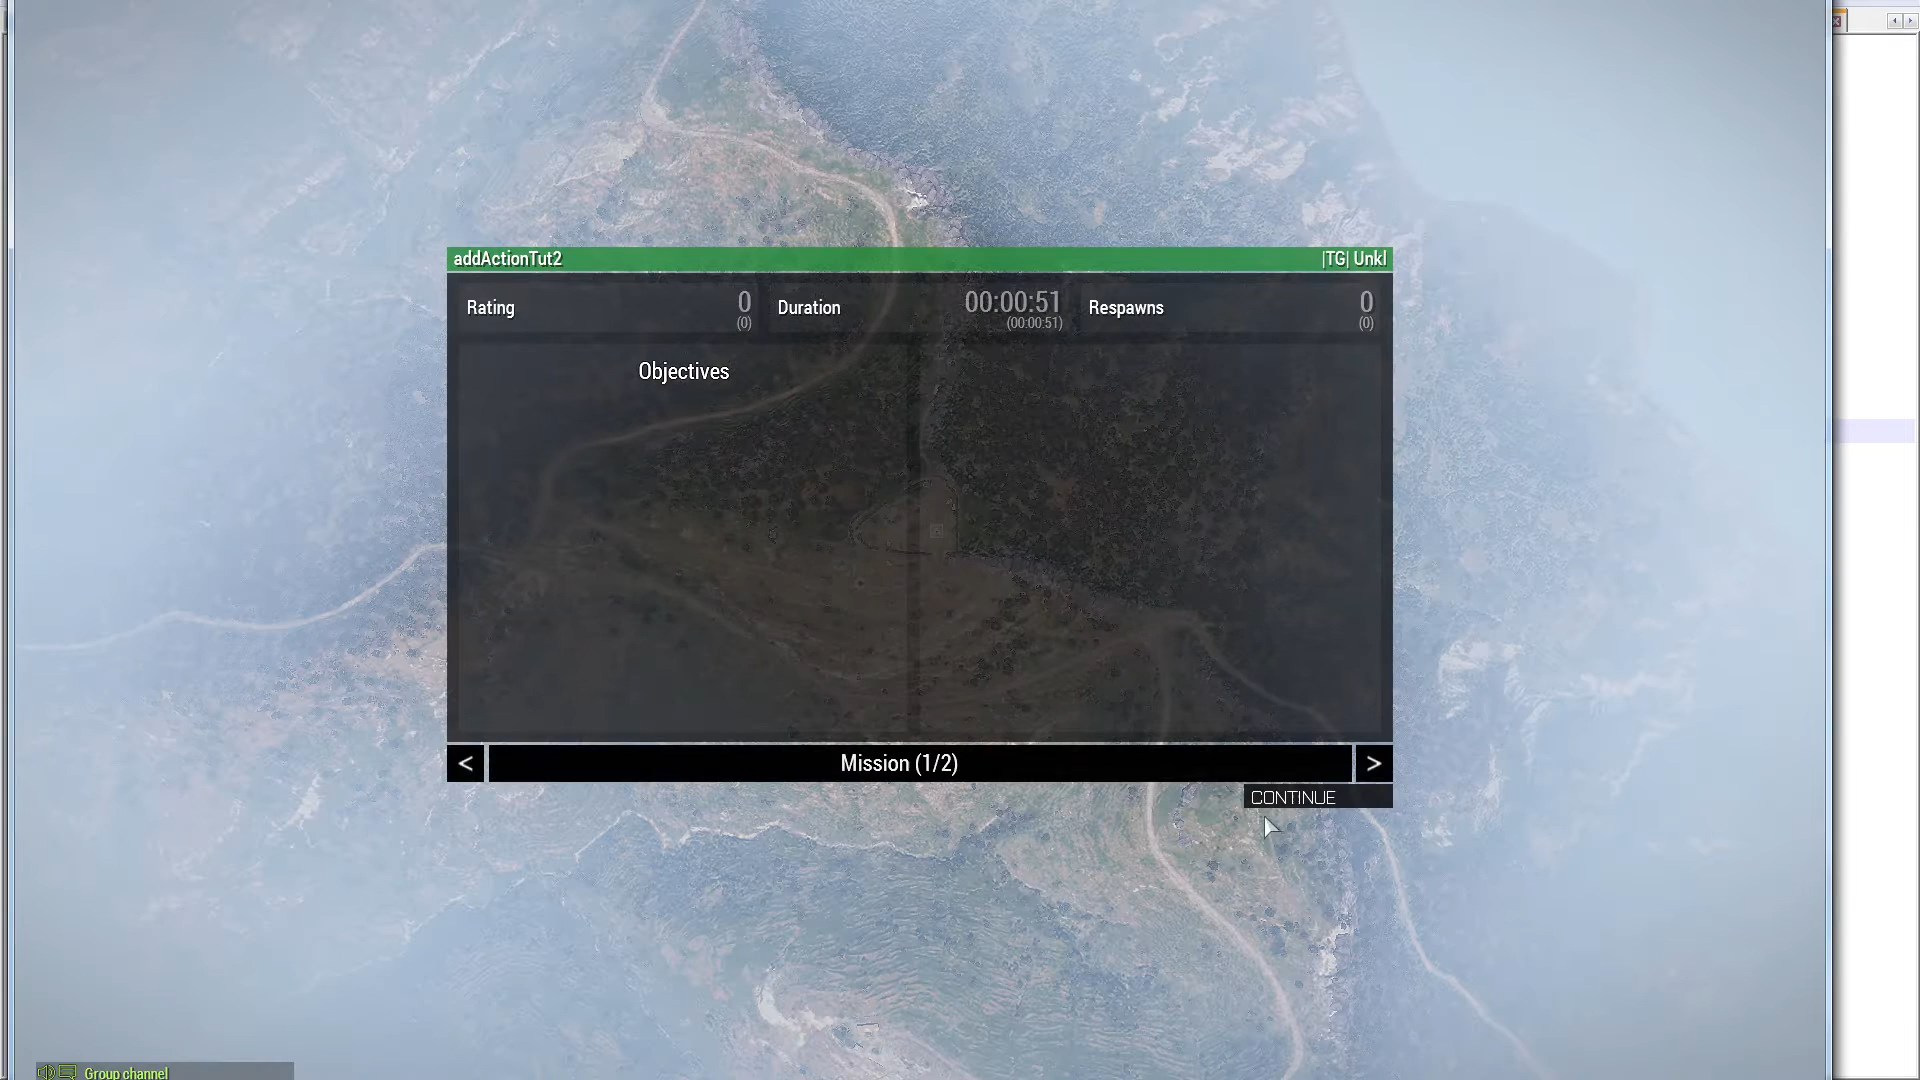 addActionTut2 |TG| Unkl
Rating 0 Duration 00:00:51 Respawns 0
(0) (00:00:51) (0)
Objectives
< Mission (1/2) >
CONTINUE
Group channel